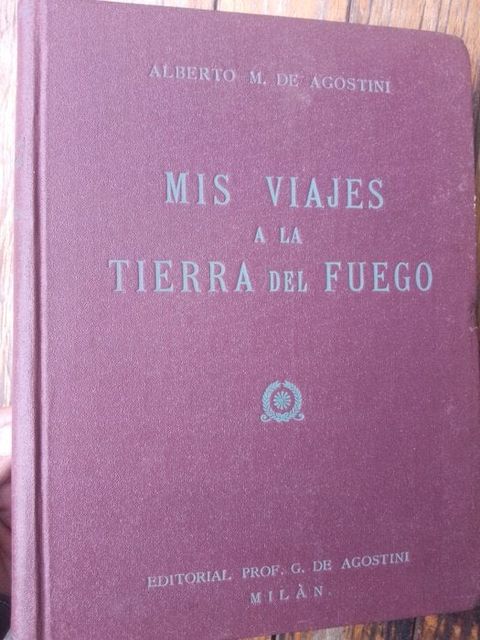 ALBERTO M. DE AGOSTINI
MIS VIAJES
A LA
TIERRA DEL FUEGO
EDITORIAL PROF. G. DE AGOSTINI
MILÀN.